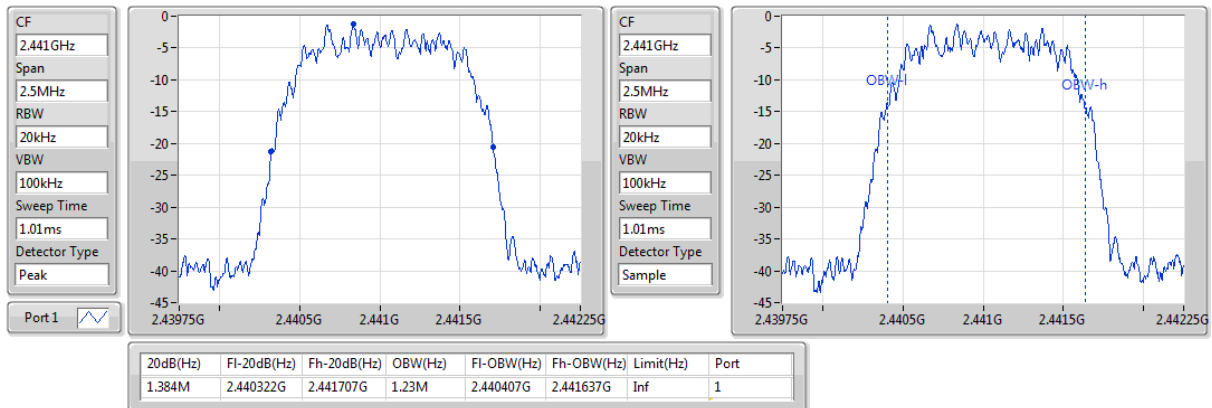 CF
2.441GHz
Span
2.5MHz
RBW
20kHz
VBW
100kHz
Sweep Time
1.01ms
Detector Type
Peak
Port 1
0-
-5-
-10-
-15-
-20-
-25-
-30-
-35-
-40-
-45-
2.43975G 2.4405G 2.441G 2.4415G 2.44225G
CF
2.441GHz
Span
2.5MHz
RBW
20kHz
VBW
100kHz
Sweep Time
1.01ms
Detector Type
Sample
0-
-5-
-10-
-15-
-20-
-25-
-30-
-35-
-40-
-45-
OBW-l OBW-h
2.43975G 2.4405G 2.441G 2.4415G 2.44225G
20dB(Hz) Fl-20dB(Hz) Fh-20dB(Hz) OBW(Hz) Fl-OBW(Hz) Fh-OBW(Hz) Limit(Hz) Port
1.384M 2.440322G 2.441707G 1.23M 2.440407G 2.441637G Inf 1